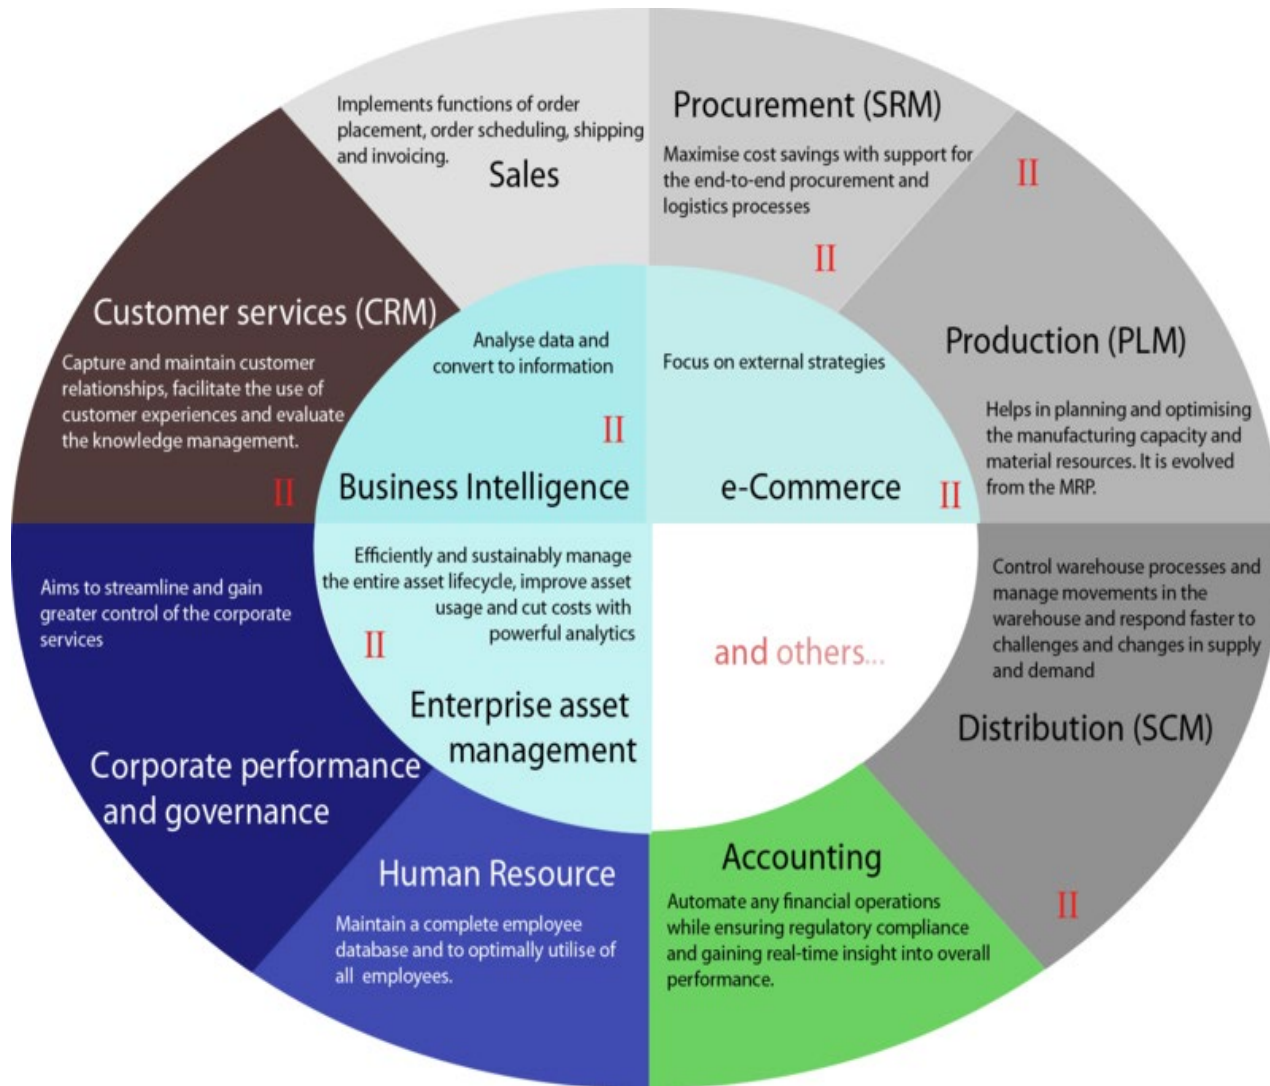 Implements functions of order
placement, order scheduling, shipping
and invoicing.
Sales
Procurement (SRM)
Maximise cost savings with support for
the end-to-end procurement and
logistics processes
II
II
Production (PLM)
Helps in planning and optimising
the manufacturing capacity and
material resources. It is evolved
from the MRP.
Customer services (CRM)
Capture and maintain customer
relationships, facilitate the use of
customer experiences and evaluate
the knowledge management.
II
Analyse data and
convert to information
II
Business Intelligence
Focus on external strategies
e-Commerce
II
Aims to streamline and gain
greater control of the corporate
services
Corporate performance
and governance
Efficiently and sustainably manage
the entire asset lifecycle, improve asset
usage and cut costs with
powerful analytics
II
Enterprise asset
management
and others...
Control warehouse processes and
manage movements in the
warehouse and respond faster to
challenges and changes in supply
and demand
Distribution (SCM)
II
Human Resource
Maintain a complete employee
database and to optimally utilise of
all employees.
Accounting
Automate any financial operations
while ensuring regulatory compliance
and gaining real-time insight into overall
performance.